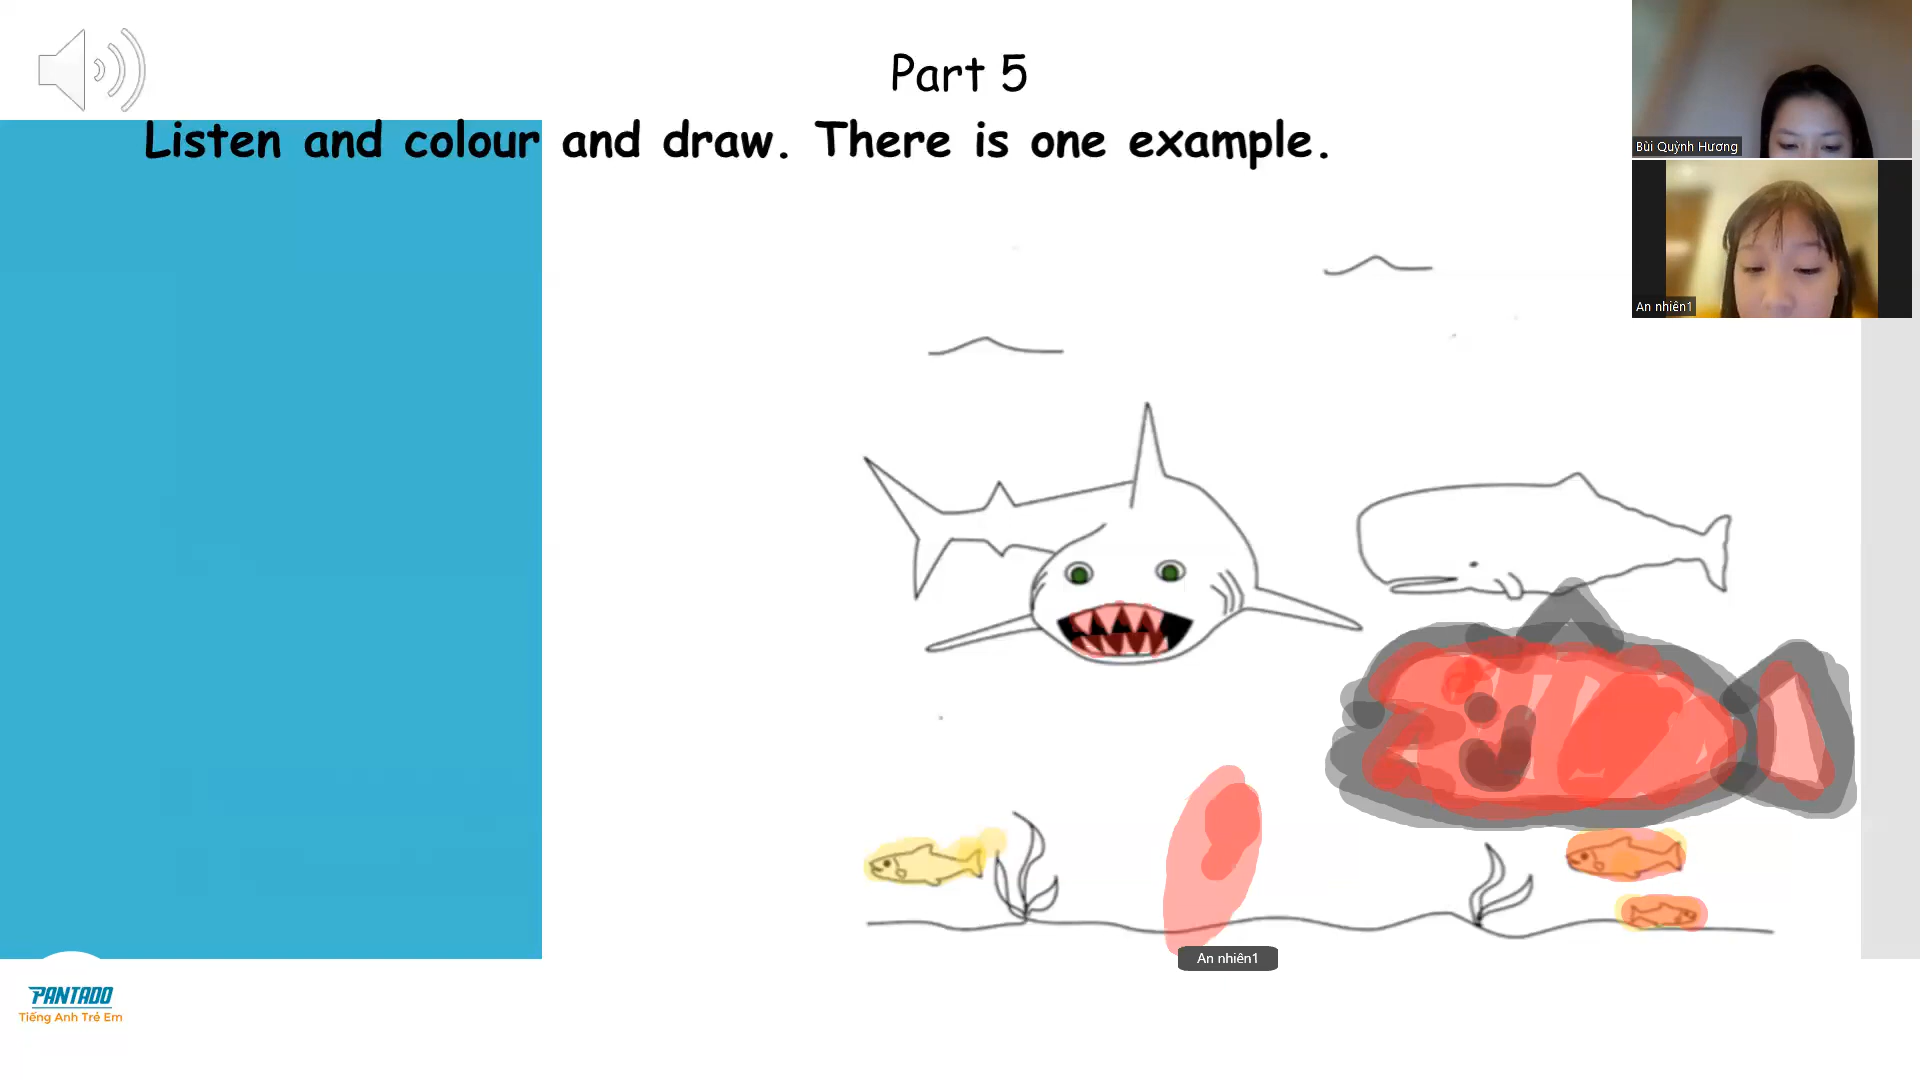 Part 5
Listen and colour and draw. There is one example.
Bùi Quỳnh Hương
An nhiên1
An nhiên1
PANTADO
Tiếng Anh Trẻ Em